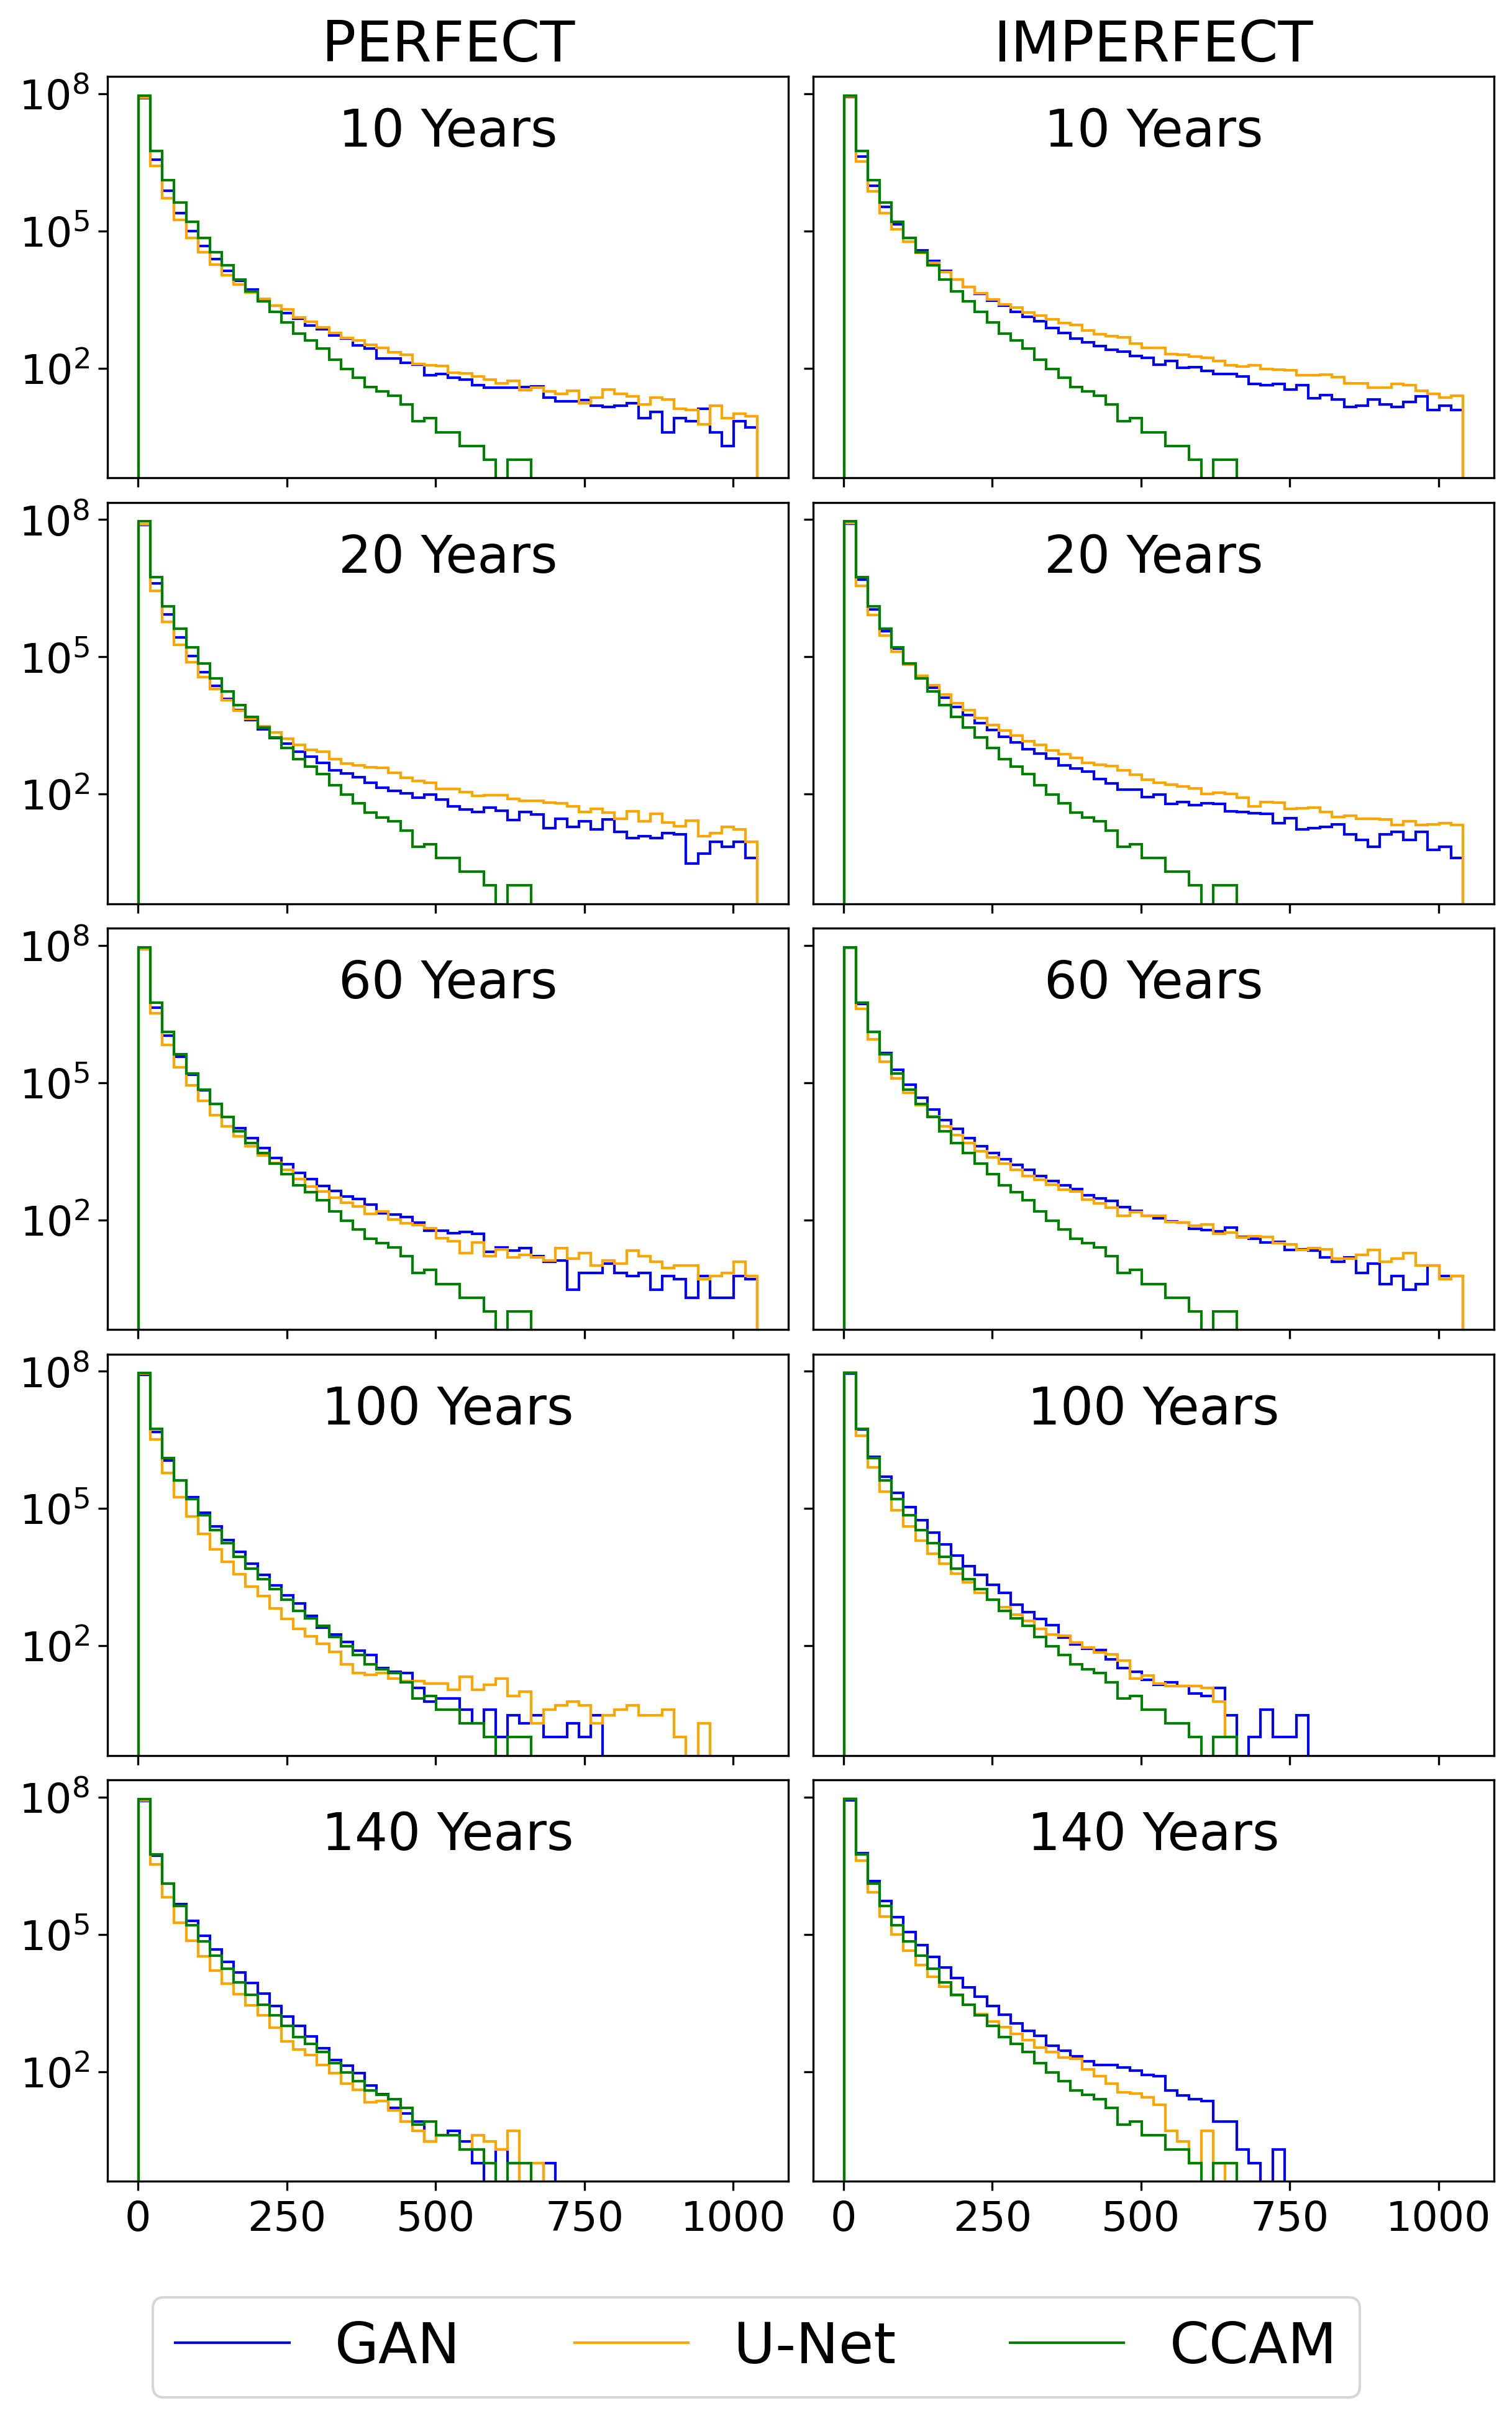 PERFECT IMPERFECT
10^8 10 Years 10 Years
10^5
10^2
10^8 20 Years 20 Years
10^5
10^2
10^8 60 Years 60 Years
10^5
10^2
10^8 100 Years 100 Years
10^5
10^2
10^8 140 Years 140 Years
10^5
10^2
0 250 500 750 1000 0 250 500 750 1000
GAN U-Net CCAM